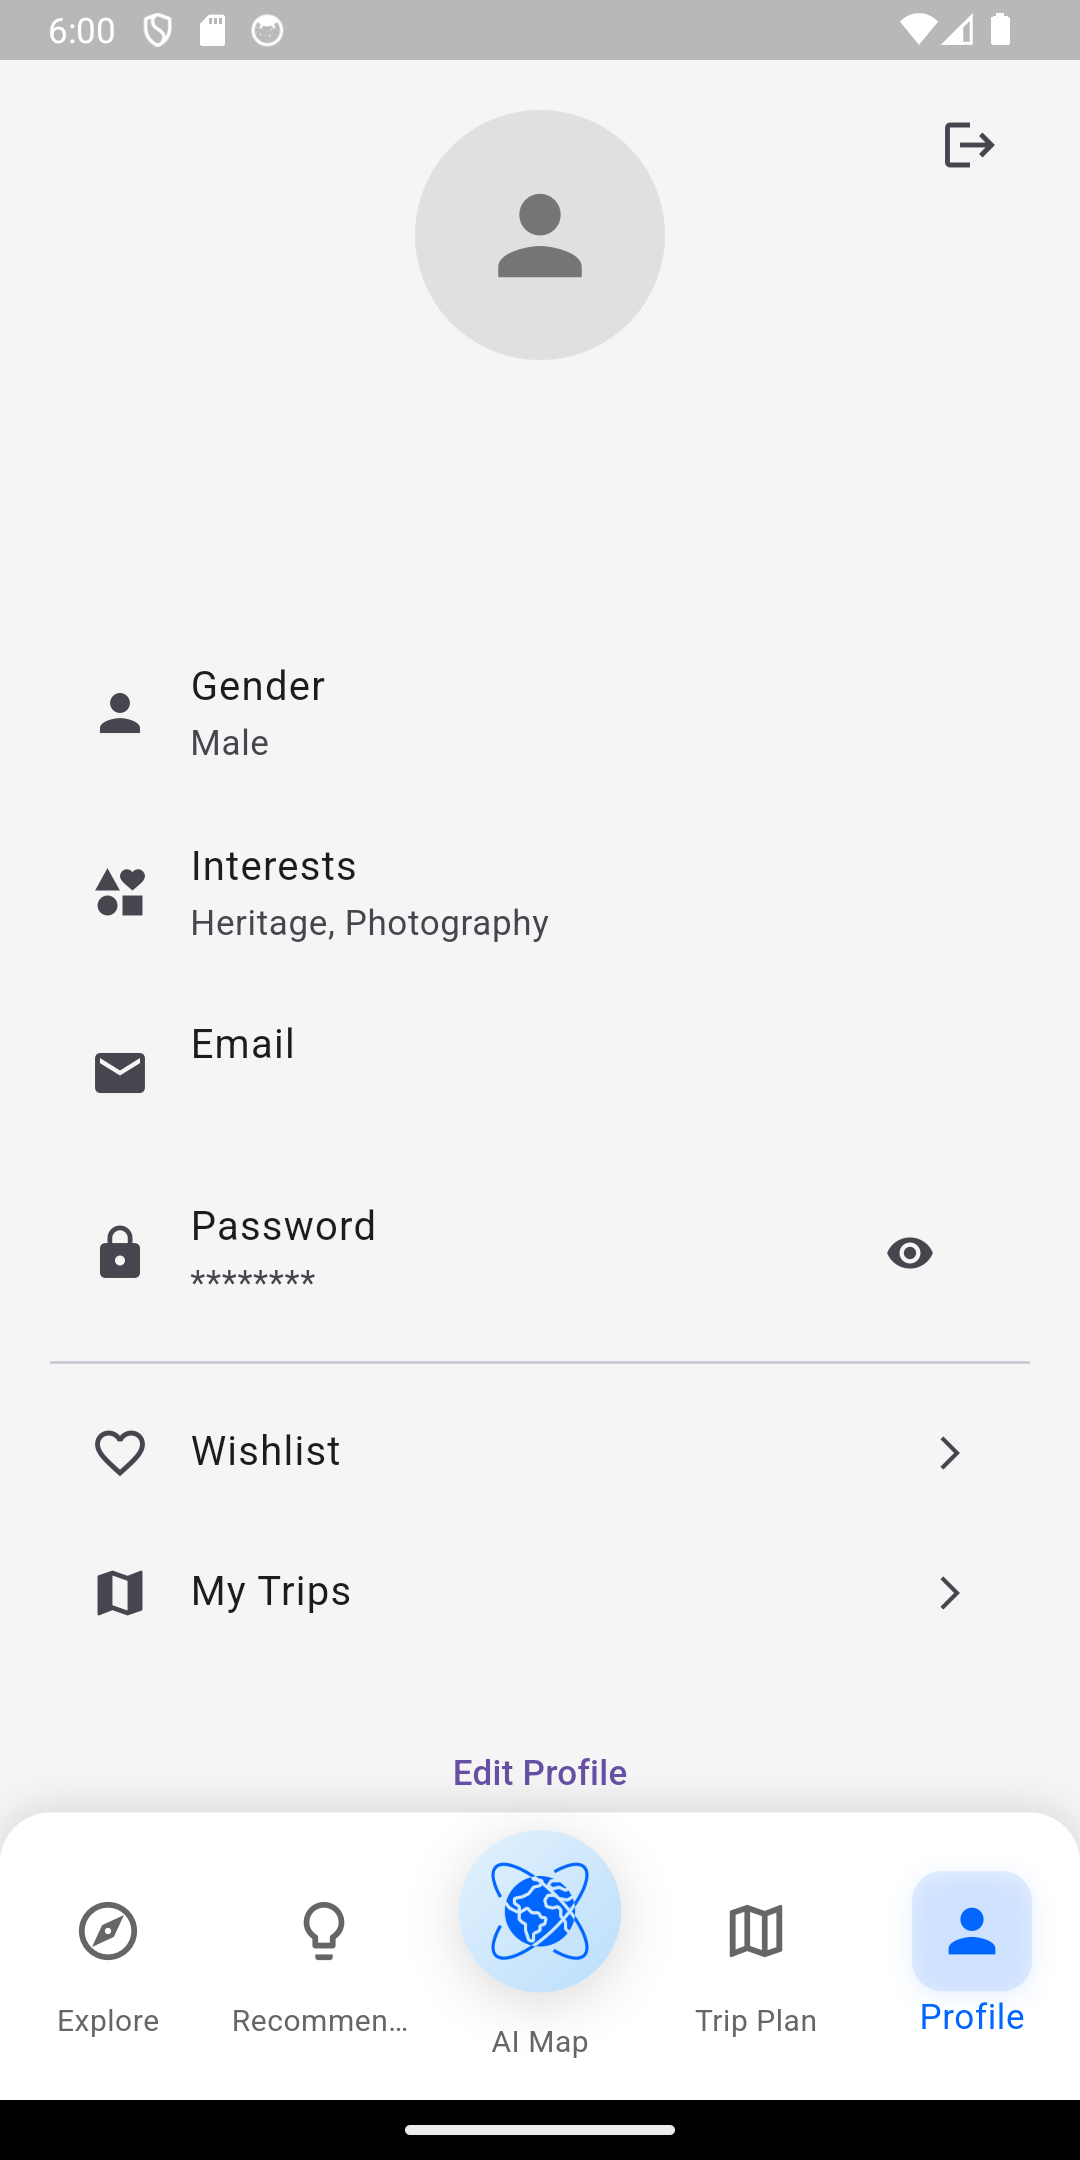 6:00
Gender
Male
Interests
Heritage, Photography
Email
Password
********
Wishlist
My Trips
Edit Profile
Explore
Recommen...
AI Map
Trip Plan
Profile